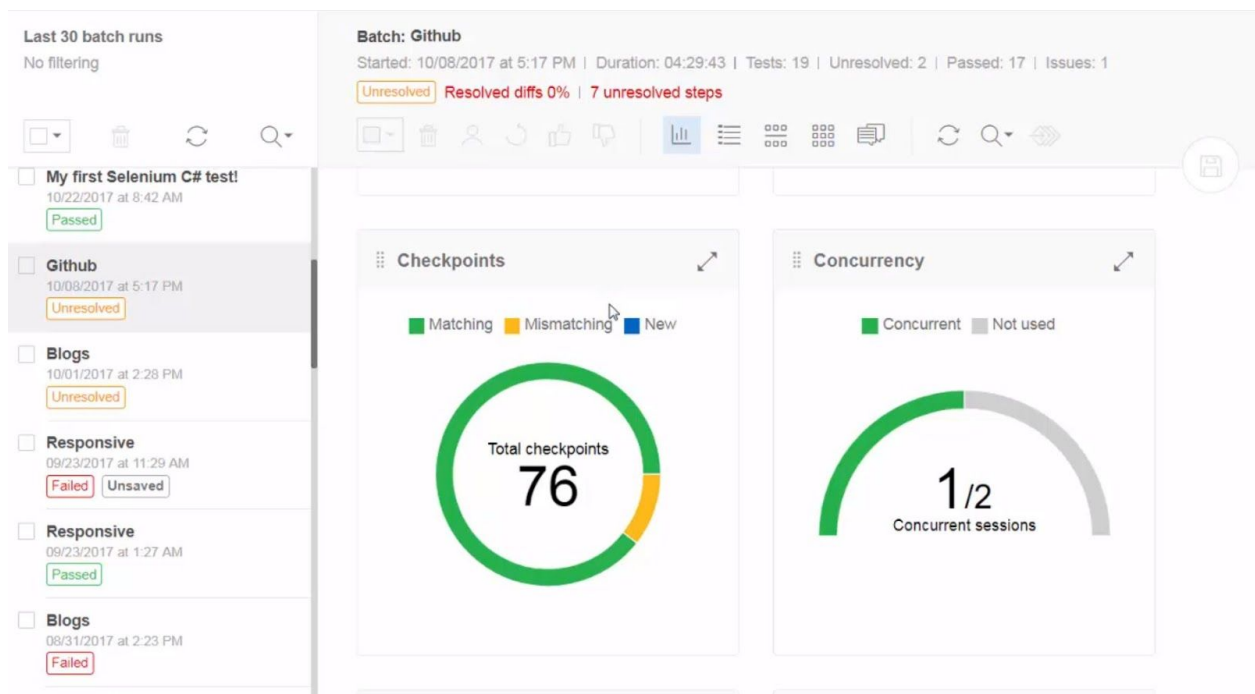 Last 30 batch runs
No filtering
My first Selenium C# test!
10/22/2017 at 8:42 AM
Passed
Github
10/08/2017 at 5:17 PM
Unresolved
Blogs
10/01/2017 at 2:28 PM
Unresolved
Responsive
09/23/2017 at 11:29 AM
Failed Unsaved
Responsive
09/23/2017 at 1:27 AM
Passed
Blogs
08/31/2017 at 2:23 PM
Failed
Batch: Github
Started: 10/08/2017 at 5:17 PM | Duration: 04:29:43 | Tests: 19 | Unresolved: 2 | Passed: 17 | Issues: 1
Unresolved Resolved diffs 0% | 7 unresolved steps
Checkpoints
Matching Mismatching New
Total checkpoints
76
Concurrency
Concurrent Not used
1/2
Concurrent sessions